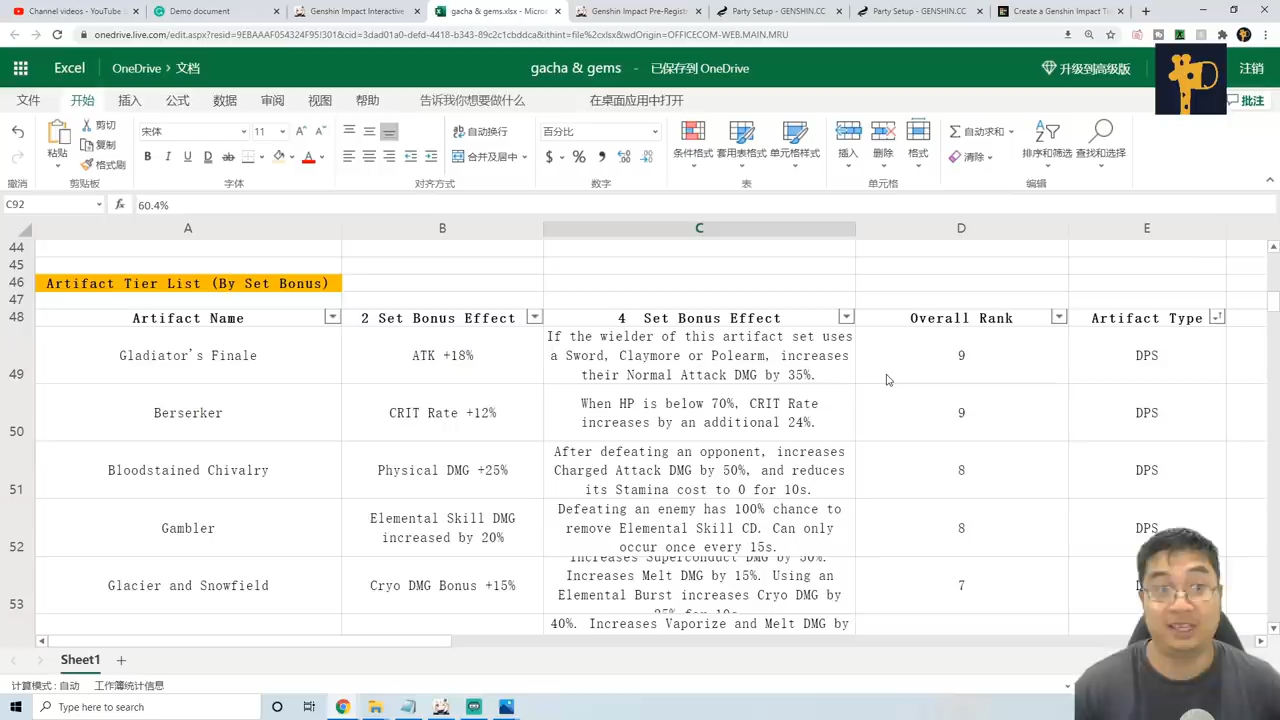 Channel videos - YouTube S
Demo document
Genshin Impact Interactive
gacha & gems.xlsx - Micros
Genshin Impact Pre-Registr
Party Setup - GENSHIN.CC
Party Setup - GENSHIN.CC
Create a Genshin Impact Ti
onedrive.live.com/edit.aspx?resid=9EBAAAF054324F95!301&cid=3dad01a0-defd-4418-b343-89c2c1cbddca&ithint=file%2cxlsx&wdOrigin=OFFICECOM-WEB.MAIN.MRU
Excel
OneDrive › 文档
gacha & gems - 已保存到 OneDrive
升级到高级版
注销
文件 开始 插入 公式 数据 审阅 视图 帮助 告诉我你想要做什么 在桌面应用中打开 批注
剪切
复制
格式刷
粘贴
宋体 11
B I U D ab
自动换行
合并及居中
百分比
条件格式 套用表格格式 单元格样式
插入 删除 格式
自动求和
清除
排序和筛选 查找和选择
撤消 剪贴板 字体 对齐方式 数字 表 单元格 编辑
C92 fx 60.4%
A B C D E
44
45
46 Artifact Tier List (By Set Bonus)
47
48 Artifact Name 2 Set Bonus Effect 4 Set Bonus Effect Overall Rank Artifact Type
If the wielder of this artifact set uses
49 Gladiator's Finale ATK +18% a Sword, Claymore or Polearm, increases 9 DPS
their Normal Attack DMG by 35%.
50 Berserker CRIT Rate +12% When HP is below 70%, CRIT Rate 9 DPS
increases by an additional 24%.
After defeating an opponent, increases
51 Bloodstained Chivalry Physical DMG +25% Charged Attack DMG by 50%, and reduces 8 DPS
its Stamina cost to 0 for 10s.
Defeating an enemy has 100% chance to
52 Gambler Elemental Skill DMG increased by 20% remove Elemental Skill CD. Can only 8 DPS
occur once every 15s.
Increases Superconduct DMG by 50%.
53 Glacier and Snowfield Cryo DMG Bonus +15% Increases Melt DMG by 15%. Using an 7
Elemental Burst increases Cryo DMG by
25% for 10s.
40%. Increases Vaporize and Melt DMG by
Sheet1
计算模式: 自动 工作簿统计信息
Type here to search